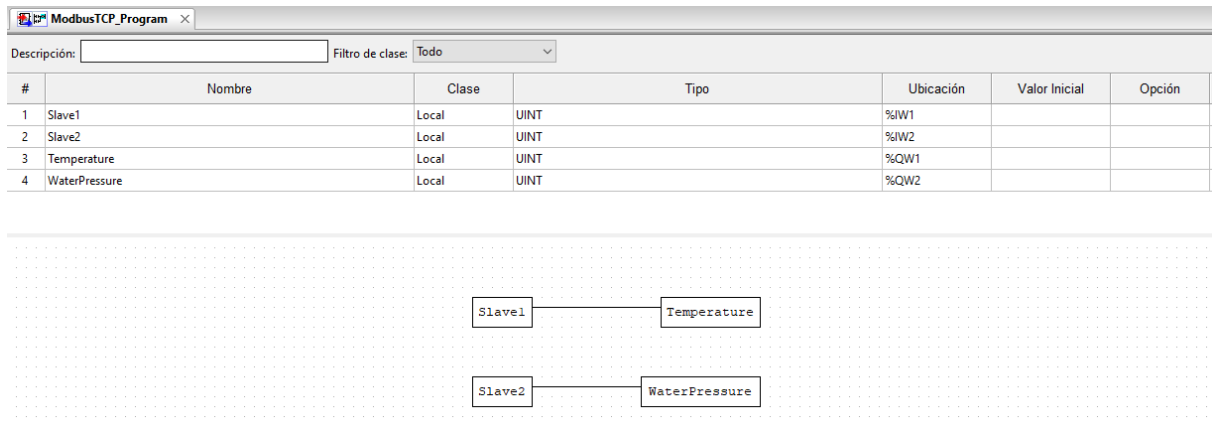 ModbusTCP_Program
Descripción: Filtro de clase: Todo
# Nombre Clase Tipo Ubicación Valor Inicial Opción
1 Slave1 Local UINT %IW1
2 Slave2 Local UINT %IW2
3 Temperature Local UINT %QW1
4 WaterPressure Local UINT %QW2
Slave1 Temperature
Slave2 WaterPressure